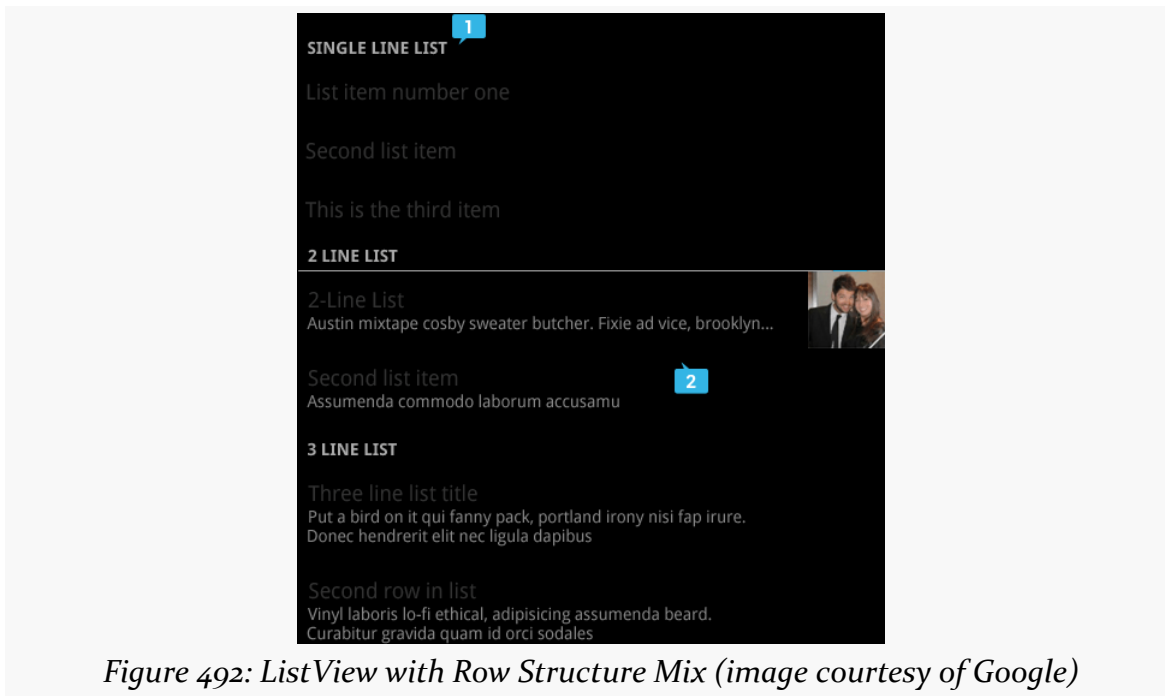 1
SINGLE LINE LIST
List item number one
Second list item
This is the third item
2 LINE LIST
2-Line List
Austin mixtape cosby sweater butcher. Fixie ad vice, brooklyn...
Second list item
2
Assumenda commodo laborum accusamu
3 LINE LIST
Three line list title
Put a bird on it qui fanny pack, portland irony nisi fap irure.
Donec hendrerit elit nec ligula dapibus
Second row in list
Vinyl laboris lo-fi ethical, adipisicing assumenda beard.
Curabitur gravida quam id orci sodales
Figure 492: ListView with Row Structure Mix (image courtesy of Google)